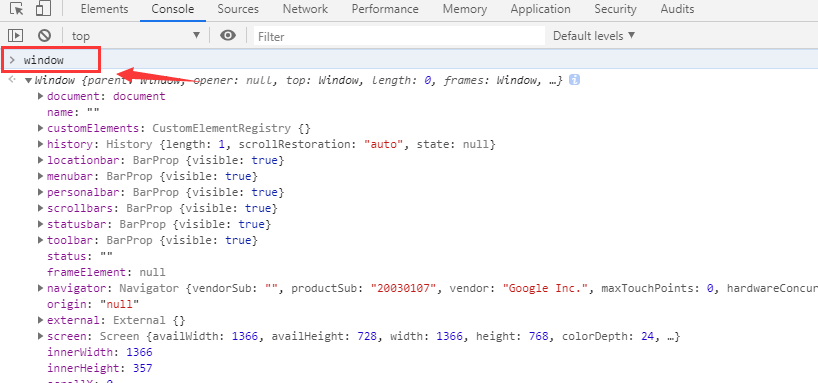 Elements Console Sources Network Performance Memory Application Security Audits
top Filter Default levels
> window
Window {parent: Window, opener: null, top: Window, length: 0, frames: Window, …}
document: document
name: ""
customElements: CustomElementRegistry {}
history: History {length: 1, scrollRestoration: "auto", state: null}
locationbar: BarProp {visible: true}
menubar: BarProp {visible: true}
personalbar: BarProp {visible: true}
scrollbars: BarProp {visible: true}
statusbar: BarProp {visible: true}
toolbar: BarProp {visible: true}
status: ""
frameElement: null
navigator: Navigator {vendorSub: "", productSub: "20030107", vendor: "Google Inc.", maxTouchPoints: 0, hardwareConcur
origin: "null"
external: External {}
screen: Screen {availWidth: 1366, availHeight: 728, width: 1366, height: 768, colorDepth: 24, …}
innerWidth: 1366
innerHeight: 357